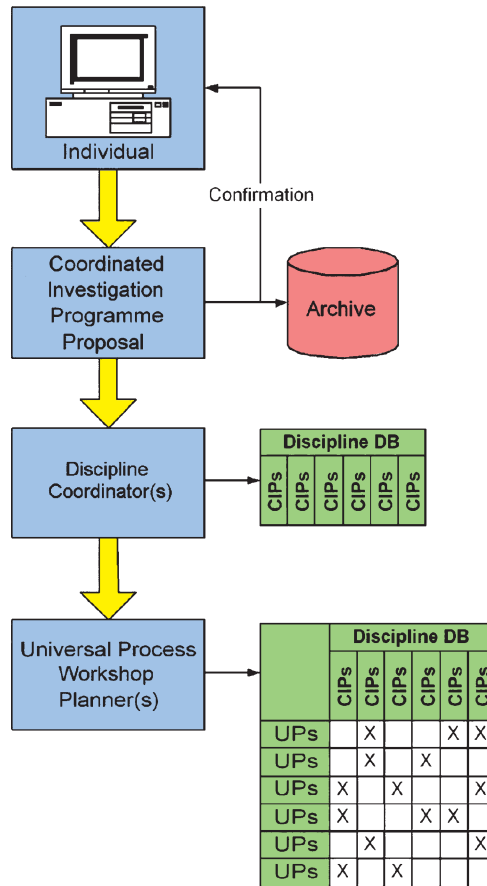 Individual
Confirmation
Coordinated
Investigation
Programme
Proposal
Archive
Discipline
Coordinator(s)
Discipline DB
CIPs CIPs CIPs CIPs CIPs CIPs
Universal Process
Workshop
Planner(s)
Discipline DB
CIPs CIPs CIPs CIPs CIPs CIPs
UPs X X X
UPs X X
UPs X X X
UPs X X X
UPs X X
UPs X X